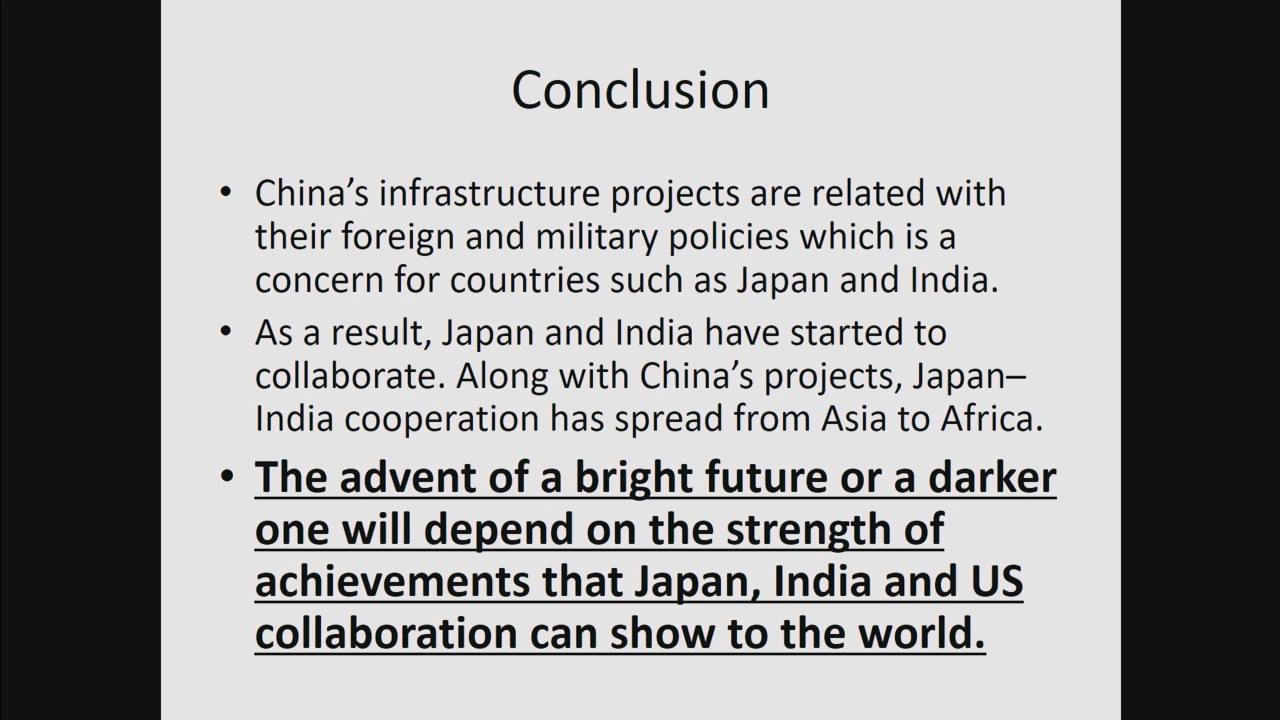 Conclusion
• China’s infrastructure projects are related with
their foreign and military policies which is a
concern for countries such as Japan and India.
• As a result, Japan and India have started to
collaborate. Along with China’s projects, Japan–
India cooperation has spread from Asia to Africa.
• The advent of a bright future or a darker
one will depend on the strength of
achievements that Japan, India and US
collaboration can show to the world.